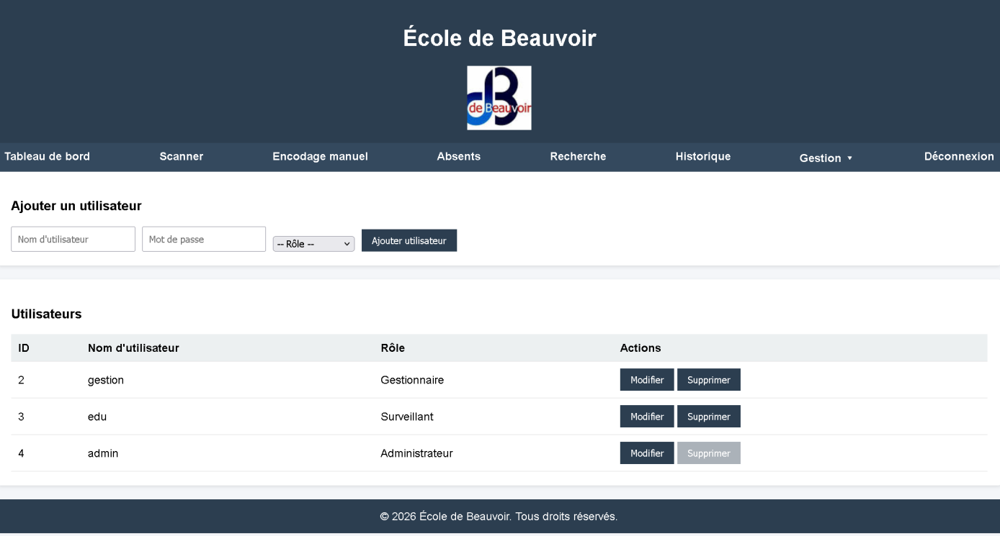 École de Beauvoir
de Beauvoir
Tableau de bord Scanner Encodage manuel Absents Recherche Historique Gestion ▾ Déconnexion
Ajouter un utilisateur
Nom d'utilisateur Mot de passe -- Rôle -- Ajouter utilisateur
Utilisateurs
ID Nom d'utilisateur Rôle Actions
2 gestion Gestionnaire Modifier Supprimer
3 edu Surveillant Modifier Supprimer
4 admin Administrateur Modifier Supprimer
© 2026 École de Beauvoir. Tous droits réservés.